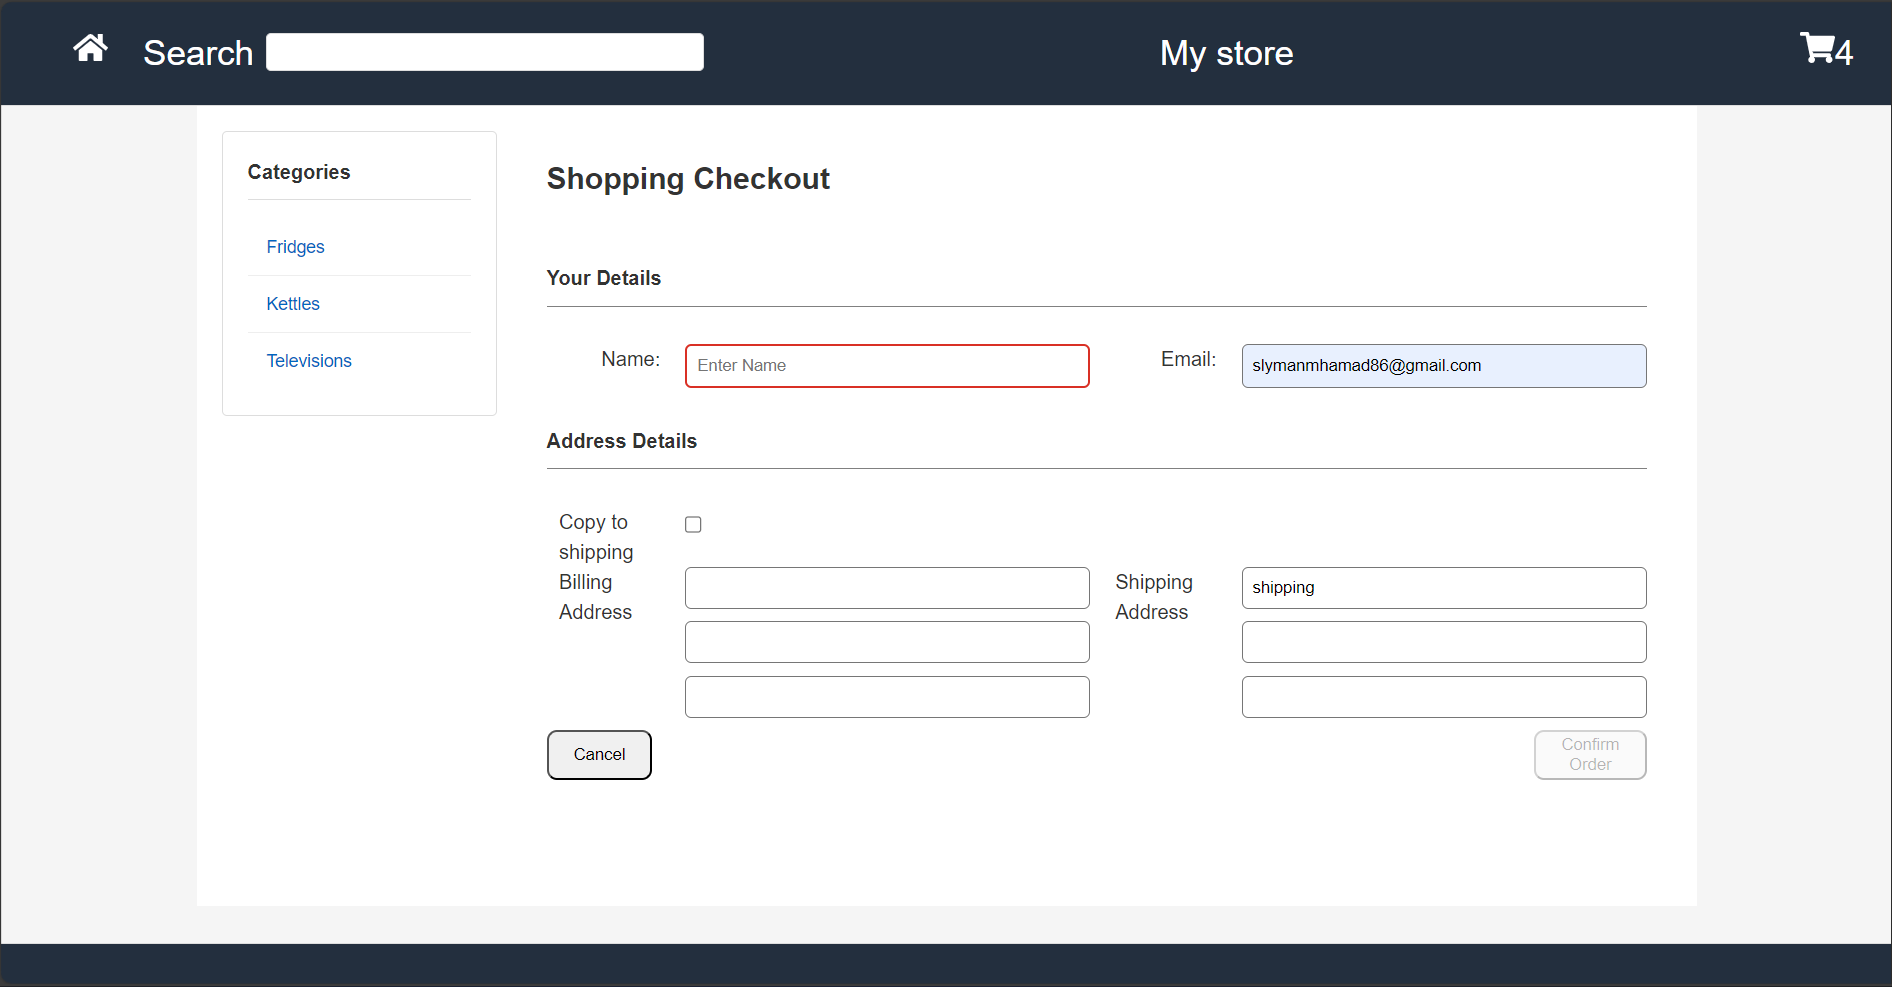 Search
My store
4
Categories
Fridges
Kettles
Televisions
Shopping Checkout
Your Details
Name:
Enter Name
Email:
slymanmhamad86@gmail.com
Address Details
Copy to
shipping
Billing
Address
Shipping
Address
shipping
Cancel
Confirm
Order